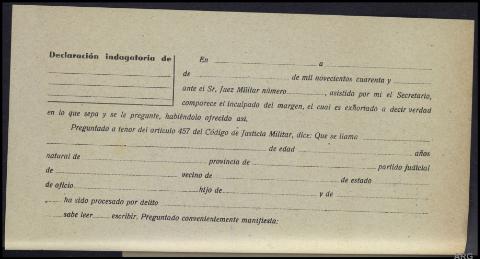 Declaración indagatoria de
En a
de de mil novecientos cuarenta y
ante el Sr. Juez Militar número, asistido por mí el Secretario,
comparece el inculpado del margen, el cual es exhortado a decir verdad
en lo que sepa y se le pregunte, habiéndolo ofrecido así.
Preguntado a tenor del artículo 457 del Código de Justicia Militar, dice: Que se llama
de edad años
natural de provincia de partido judicial
de vecino de de estado
de oficio hijo de y de
ha sido procesado por delito
sabe leer escribir. Preguntado convenientemente manifiesta:
ARG